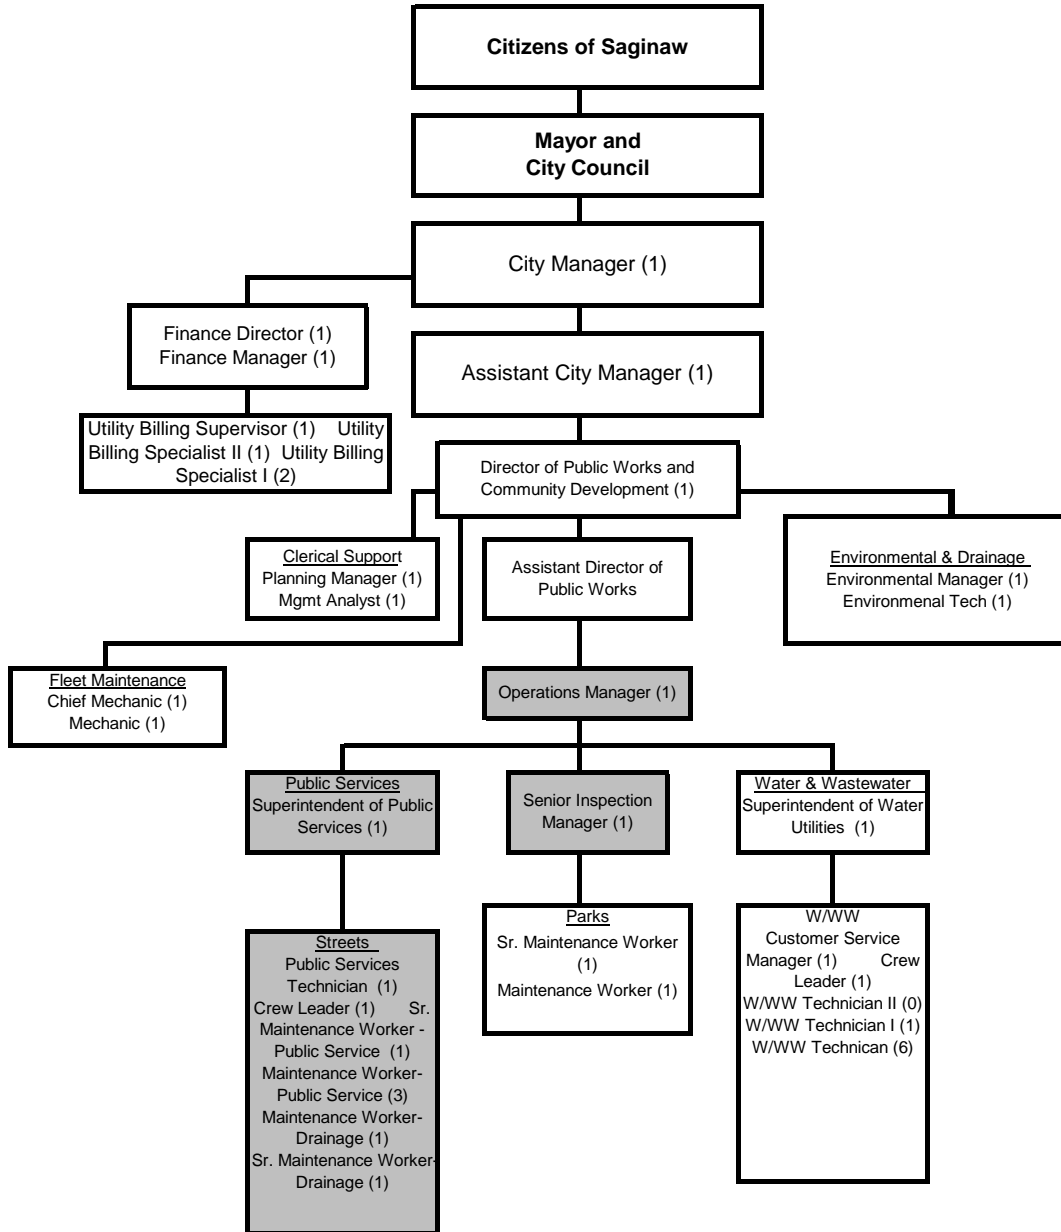 Citizens of Saginaw
Mayor and
City Council
City Manager (1)
Finance Director (1)
Finance Manager (1)
Assistant City Manager (1)
Utility Billing Supervisor (1) Utility
Billing Specialist II (1) Utility Billing
Specialist I (2)
Director of Public Works and
Community Development (1)
Clerical Support
Planning Manager (1)
Mgmt Analyst (1)
Assistant Director of
Public Works
Environmental & Drainage
Environmental Manager (1)
Environmenal Tech (1)
Fleet Maintenance
Chief Mechanic (1)
Mechanic (1)
Operations Manager (1)
Public Services
Superintendent of Public
Services (1)
Senior Inspection
Manager (1)
Water & Wastewater
Superintendent of Water
Utilities (1)
Streets
Public Services
Technician (1)
Crew Leader (1) Sr.
Maintenance Worker -
Public Service (1)
Maintenance Worker-
Public Service (3)
Maintenance Worker-
Drainage (1)
Sr. Maintenance Worker-
Drainage (1)
Parks
Sr. Maintenance Worker
(1)
Maintenance Worker (1)
W/WW
Customer Service
Manager (1) Crew
Leader (1)
W/WW Technician II (0)
W/WW Technician I (1)
W/WW Technican (6)